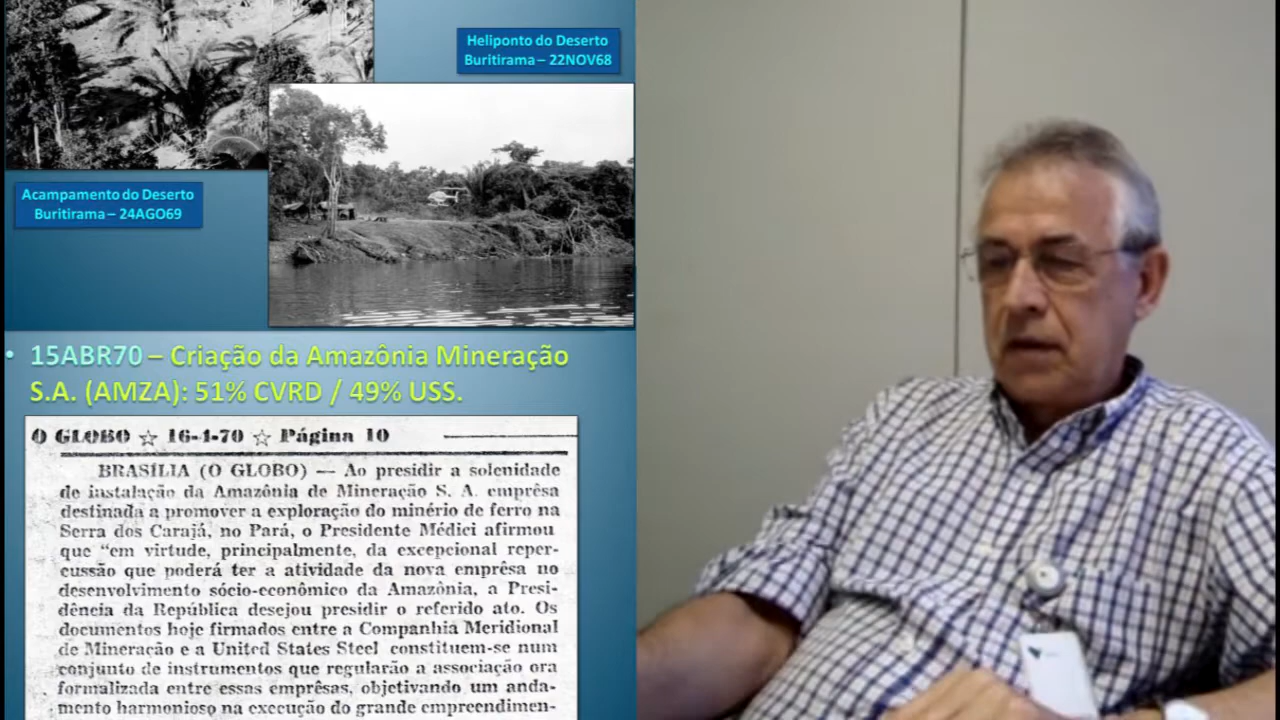 Heliponto do Deserto
Buritirama – 22NOV68
Acampamento do Deserto
Buritirama – 24AGO69
• 15ABR70 – Criação da Amazônia Mineração
S.A. (AMZA): 51% CVRD / 49% USS.
O GLOBO ☆ 16-4-70 ☆ Página 10
BRASÍLIA (O GLOBO) — Ao presidir a solenidade
de instalação da Amazônia de Mineração S. A. emprêsa
destinada a promover a exploração do minério de ferro na
Serra dos Carajá, no Pará, o Presidente Médici afirmou
que "em virtude, principalmente, da excepcional reper-
cussão que poderá ter a atividade da nova emprêsa no
desenvolvimento sócio-econômico da Amazônia, a Presi-
dência da República desejou presidir o referido ato. Os
documentos hoje firmados entre a Companhia Meridional
de Mineração e a United States Steel constituem-se num
conjunto de instrumentos que regularão a associação ora
formalizada entre essas emprêsas, objetivando um anda-
mento harmonioso na execução do grande empreendimen-